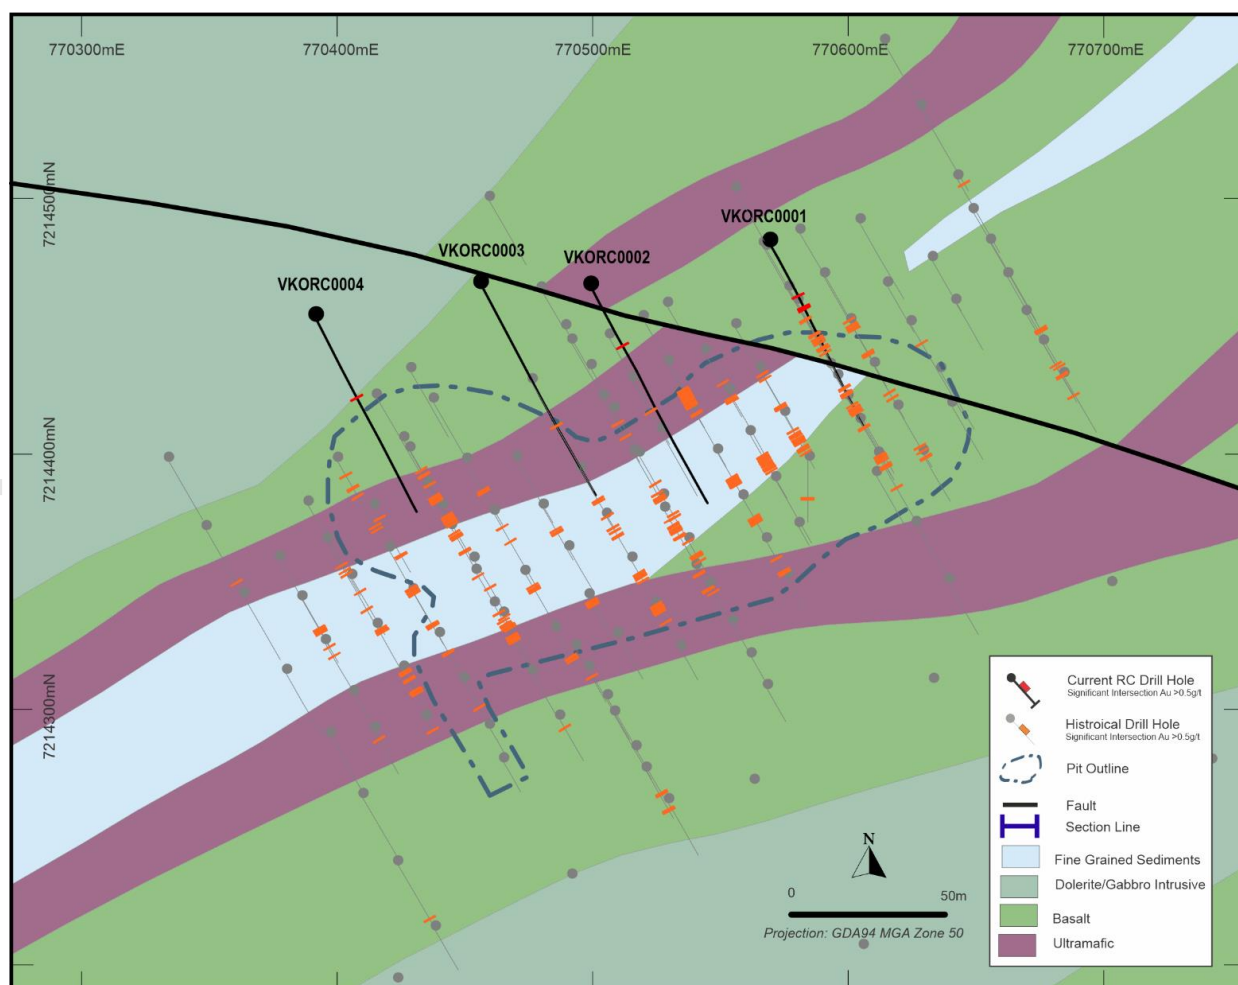 770300mE
770400mE
770500mE
770600mE
770700mE
7214500mN
7214400mN
7214300mN
VKORC0001
VKORC0003
VKORC0002
VKORC0004
Current RC Drill Hole
Significant Intersection Au >0.5g/t
Histroical Drill Hole
Significant Intersection Au >0.5g/t
Pit Outline
Fault
Section Line
Fine Grained Sediments
Dolerite/Gabbro Intrusive
Basalt
Ultramafic
N
0
50m
Projection: GDA94 MGA Zone 50